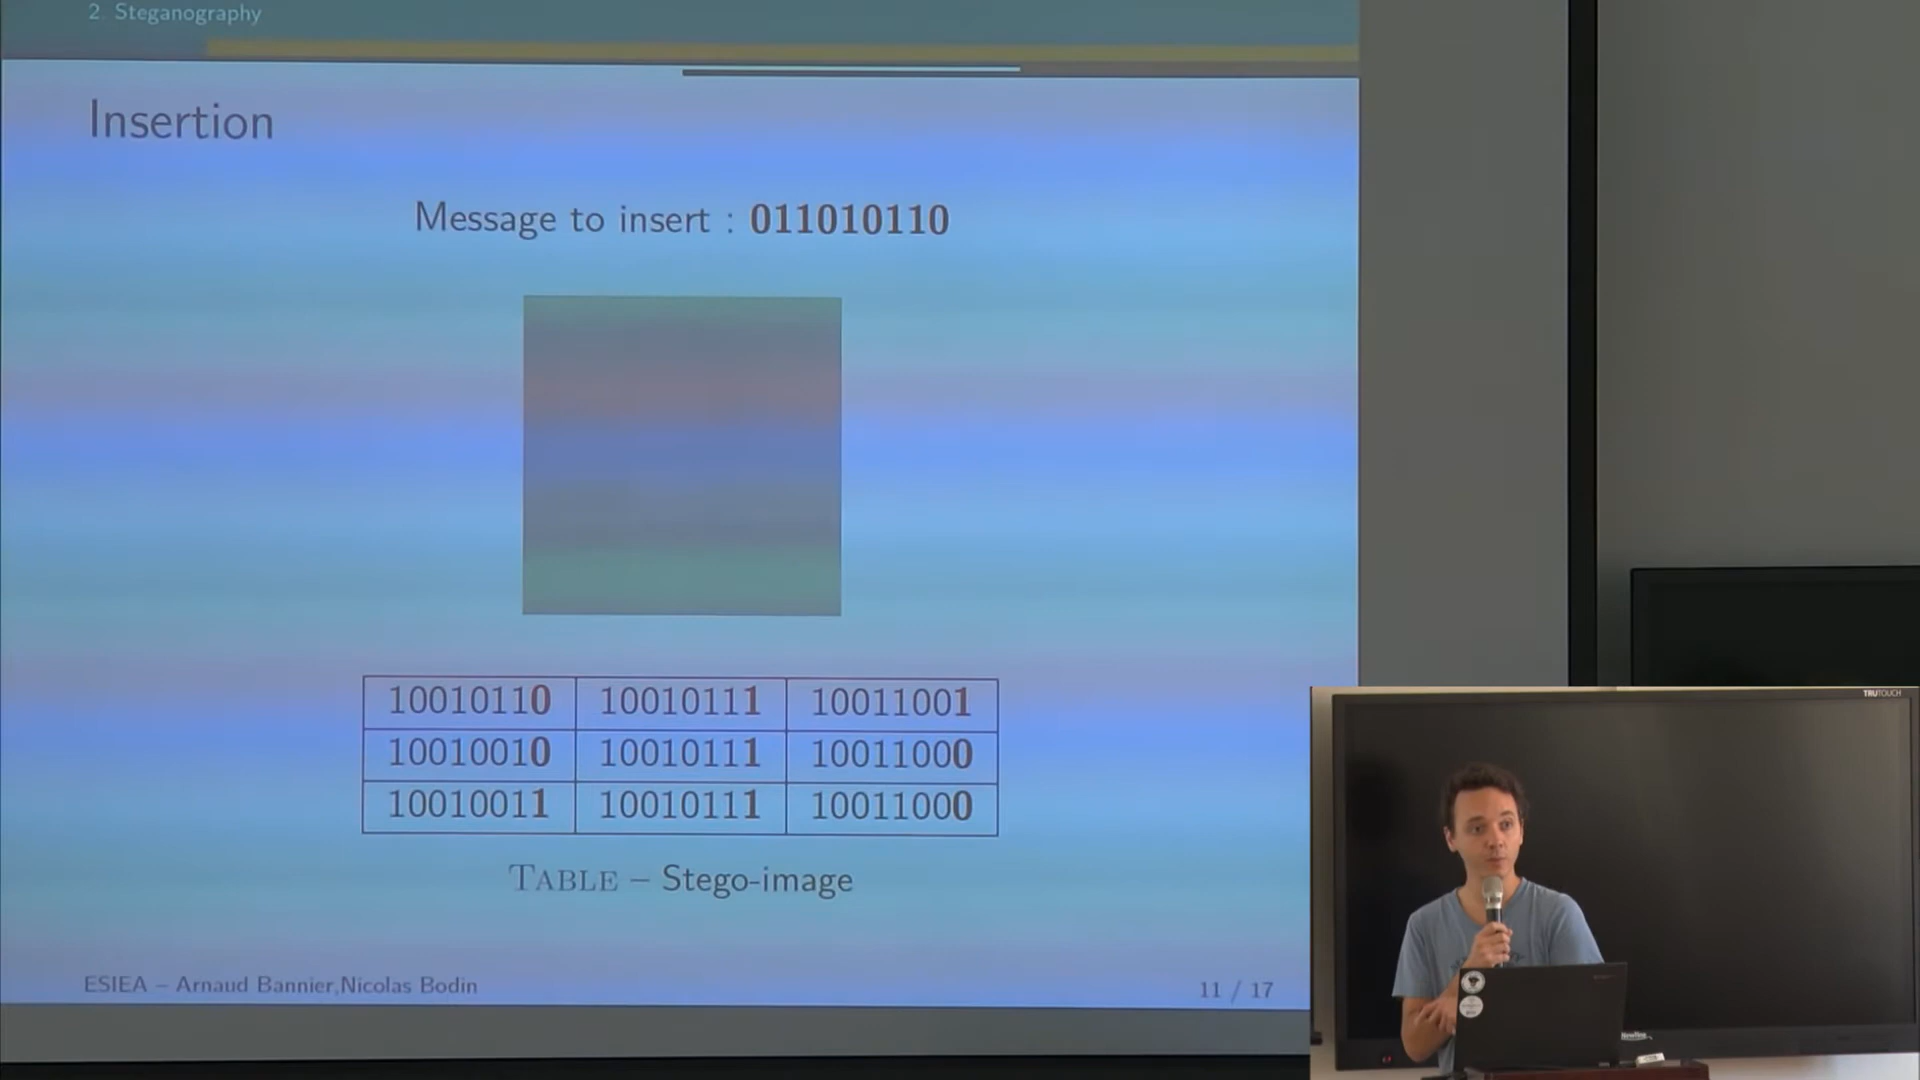 2. Steganography
Insertion
Message to insert : 011010110
10010110 10010111 10011001
10010010 10010111 10011000
10010011 10010111 10011000
TABLE – Stego-image
ESIEA – Arnaud Bannier,Nicolas Bodin
11 / 17
TRUTOUCH
Newline